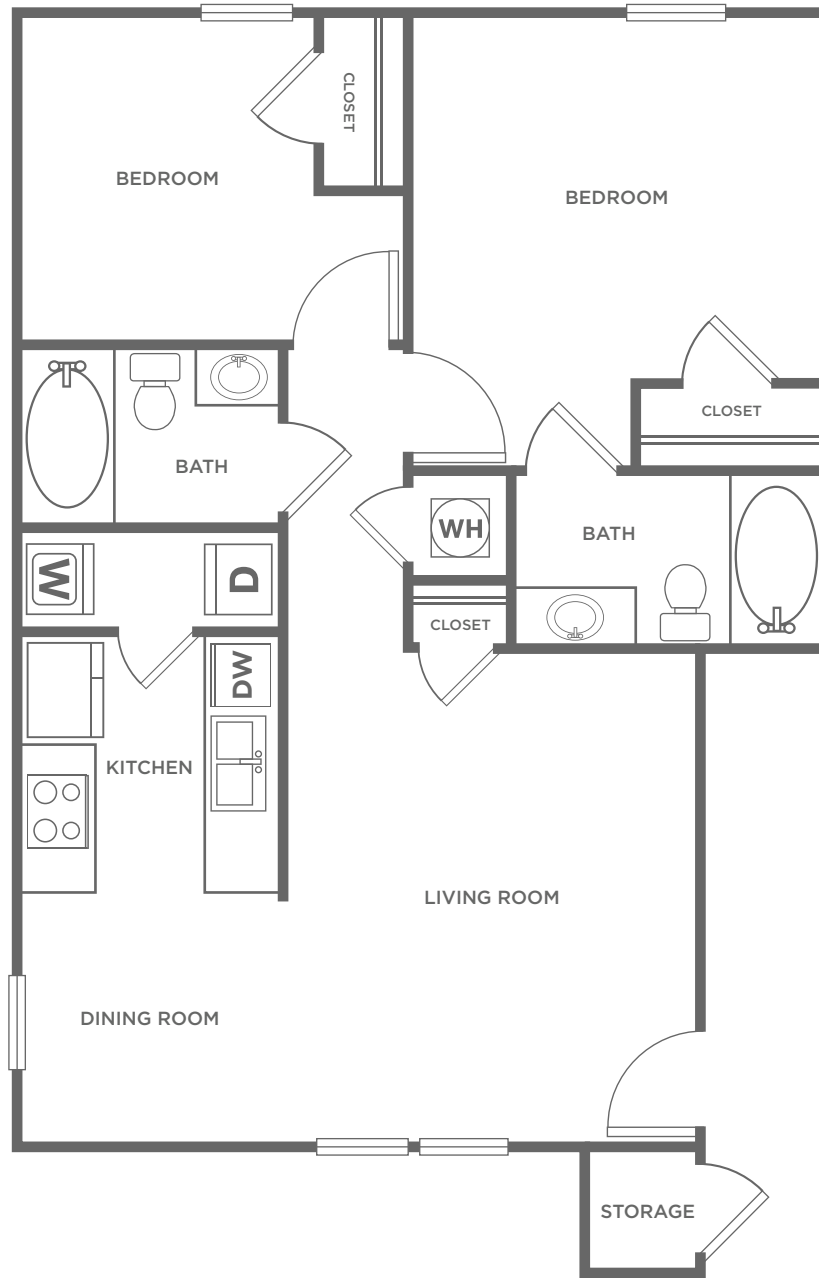 CLOSET
BEDROOM
BEDROOM
CLOSET
BATH
WH
BATH
W
D
CLOSET
DW
KITCHEN
LIVING ROOM
DINING ROOM
STORAGE